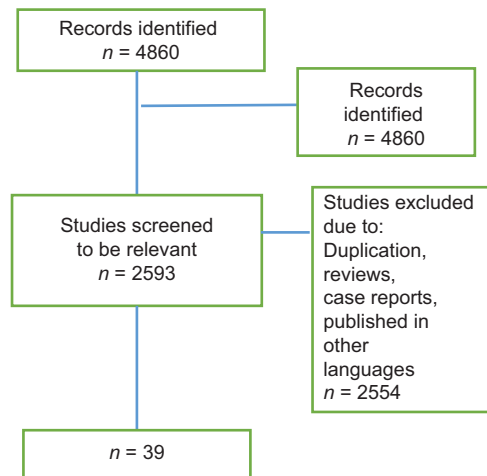 Records identified
n = 4860
Records
identified
n = 4860
Studies screened
to be relevant
n = 2593
Studies excluded
due to:
Duplication,
reviews,
case reports,
published in
other
languages
n = 2554
n = 39